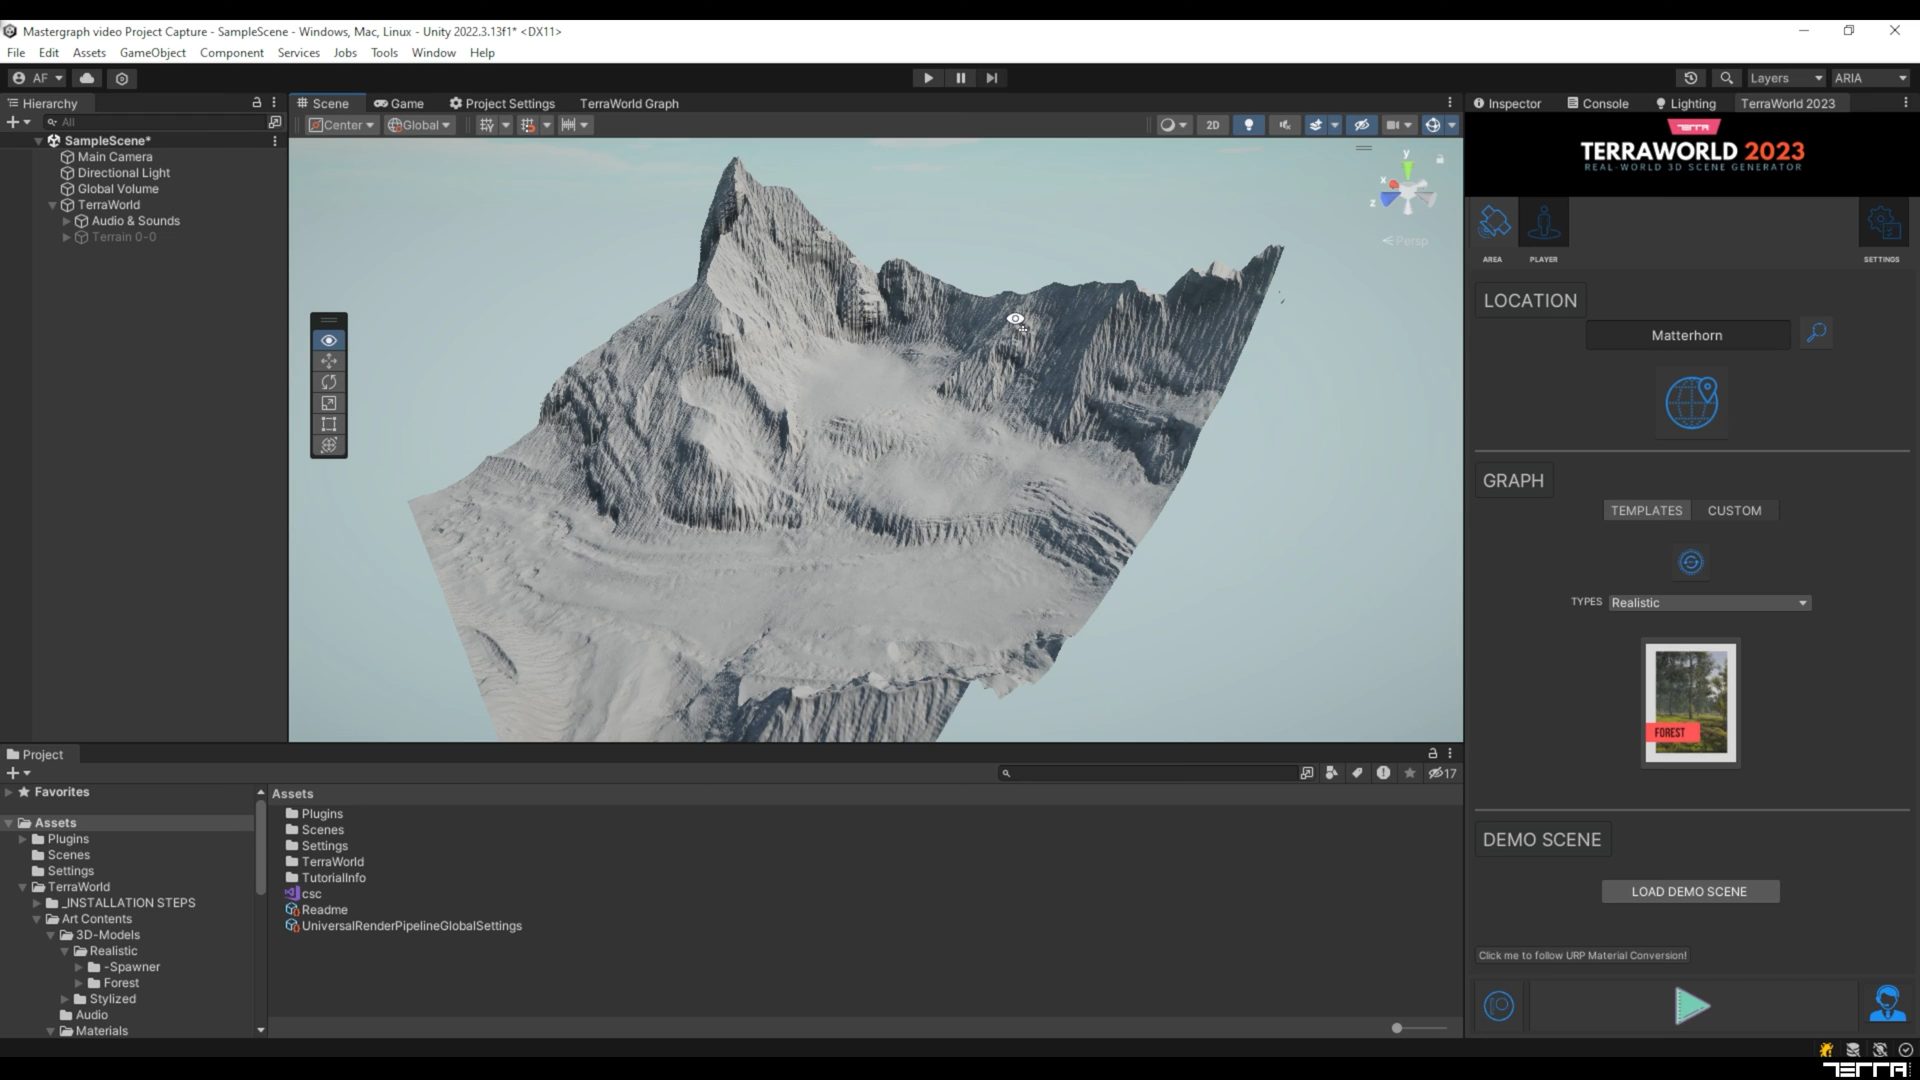 Mastergraph video Project Capture - SampleScene - Windows, Mac, Linux - Unity 2022.3.13f1* <DX11>
File Edit Assets GameObject Component Services Jobs Tools Window Help
AF
Layers
ARIA
Hierarchy
All
SampleScene*
Main Camera
Directional Light
Global Volume
TerraWorld
Audio & Sounds
Terrain 0-0
Scene
Game
Project Settings
TerraWorld Graph
Center
Global
2D
y
x
z
Persp
Inspector
Console
Lighting
TerraWorld 2023
TERRA
TERRAWORLD 2023
REAL-WORLD 3D SCENE GENERATOR
AREA
PLAYER
SETTINGS
LOCATION
Matterhorn
GRAPH
TEMPLATES
CUSTOM
TYPES
Realistic
FOREST
DEMO SCENE
LOAD DEMO SCENE
Click me to follow URP Material Conversion!
Project
17
Favorites
Assets
Plugins
Scenes
Settings
TerraWorld
_INSTALLATION STEPS
Art Contents
3D-Models
Realistic
-Spawner
Forest
Stylized
Audio
Materials
Assets
Plugins
Scenes
Settings
TerraWorld
TutorialInfo
csc
Readme
UniversalRenderPipelineGlobalSettings
TERRA